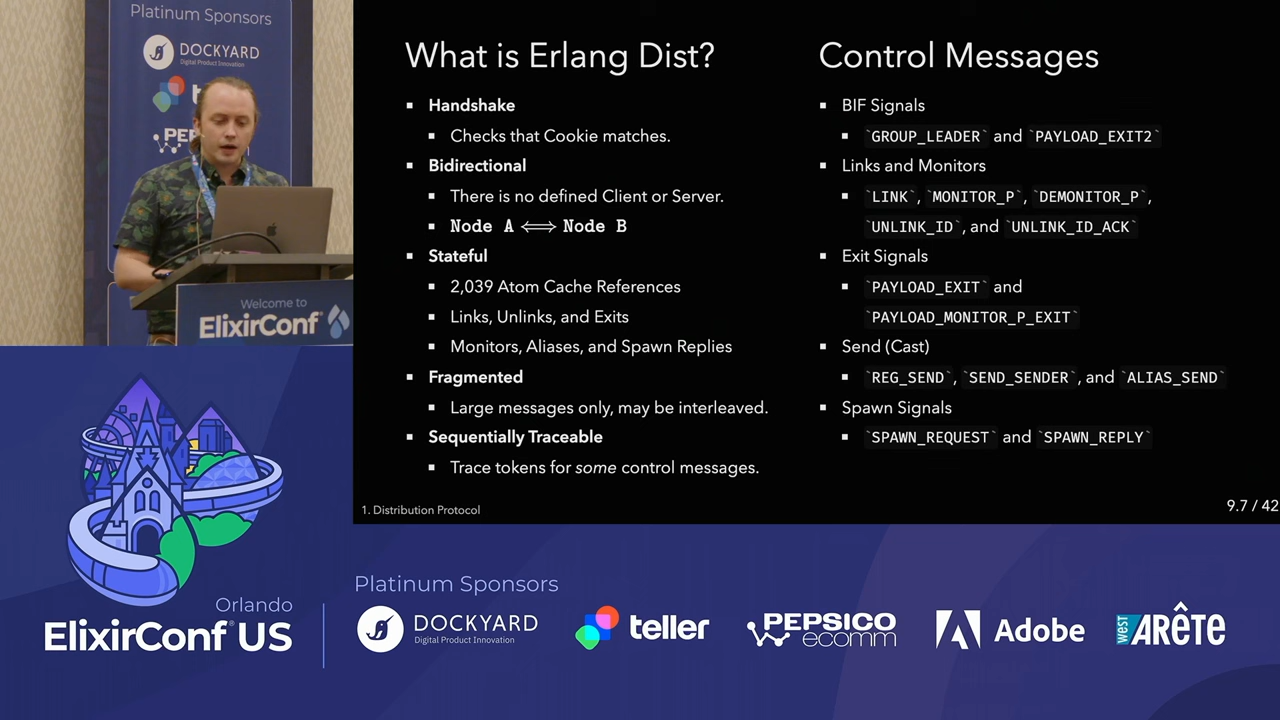 Platinum Sponsors
DOCKYARD
Digital Product Innovation
te
PEP
Welcome to
ElixirConf
What is Erlang Dist?
▪ Handshake
▪ Checks that Cookie matches.
▪ Bidirectional
▪ There is no defined Client or Server.
▪ Node A ⟺ Node B
▪ Stateful
▪ 2,039 Atom Cache References
▪ Links, Unlinks, and Exits
▪ Monitors, Aliases, and Spawn Replies
▪ Fragmented
▪ Large messages only, may be interleaved.
▪ Sequentially Traceable
▪ Trace tokens for some control messages.
Control Messages
▪ BIF Signals
▪ `GROUP_LEADER` and `PAYLOAD_EXIT2`
▪ Links and Monitors
▪ `LINK`, `MONITOR_P`, `DEMONITOR_P`,
`UNLINK_ID`, and `UNLINK_ID_ACK`
▪ Exit Signals
▪ `PAYLOAD_EXIT` and
`PAYLOAD_MONITOR_P_EXIT`
▪ Send (Cast)
▪ `REG_SEND`, `SEND_SENDER`, and `ALIAS_SEND`
▪ Spawn Signals
▪ `SPAWN_REQUEST` and `SPAWN_REPLY`
1. Distribution Protocol
9.7 / 42
Orlando
ElixirConf® US
Platinum Sponsors
DOCKYARD
Digital Product Innovation
teller
PEPSICO
ecomm
Adobe
west ARÊTE